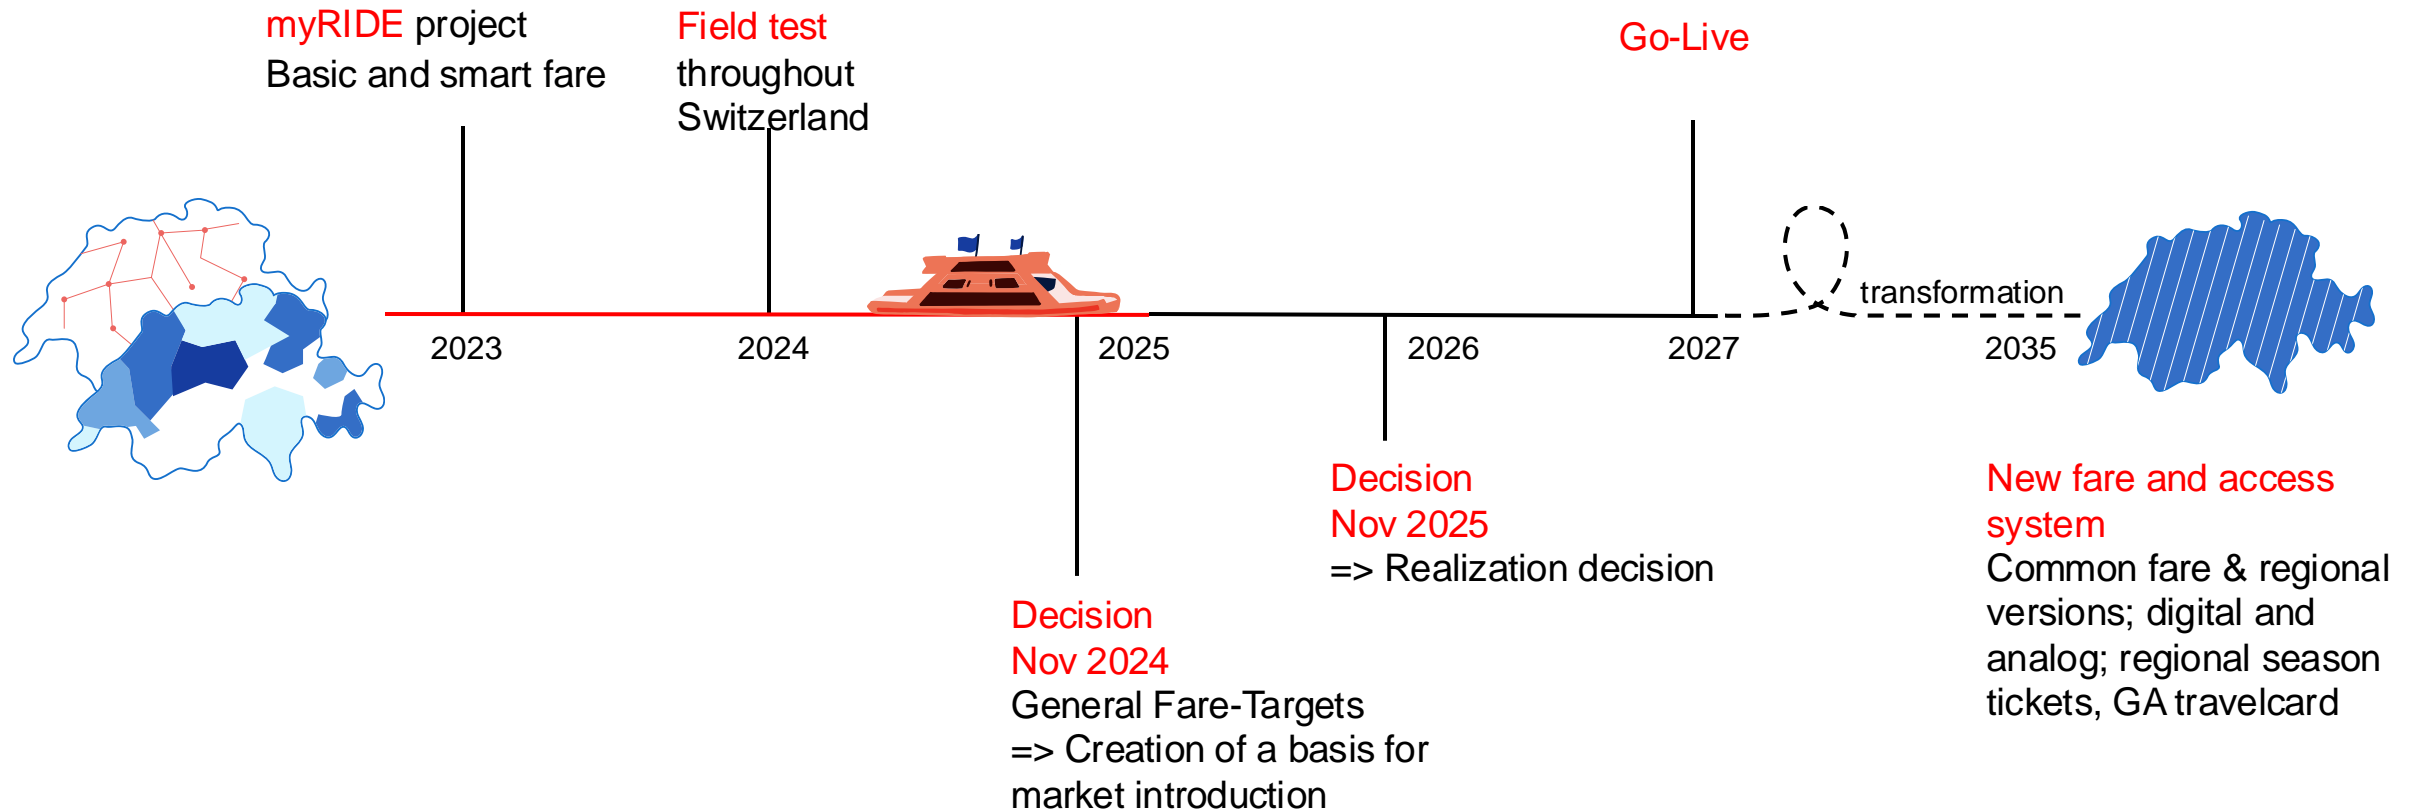 myRIDE project
Basic and smart fare
Field test
throughout
Switzerland
Go-Live
transformation
2023
2024
2025
2026
2027
2035
Decision
Nov 2025
=> Realization decision
New fare and access
system
Common fare & regional
versions; digital and
analog; regional season
tickets, GA travelcard
Decision
Nov 2024
General Fare-Targets
=> Creation of a basis for
market introduction